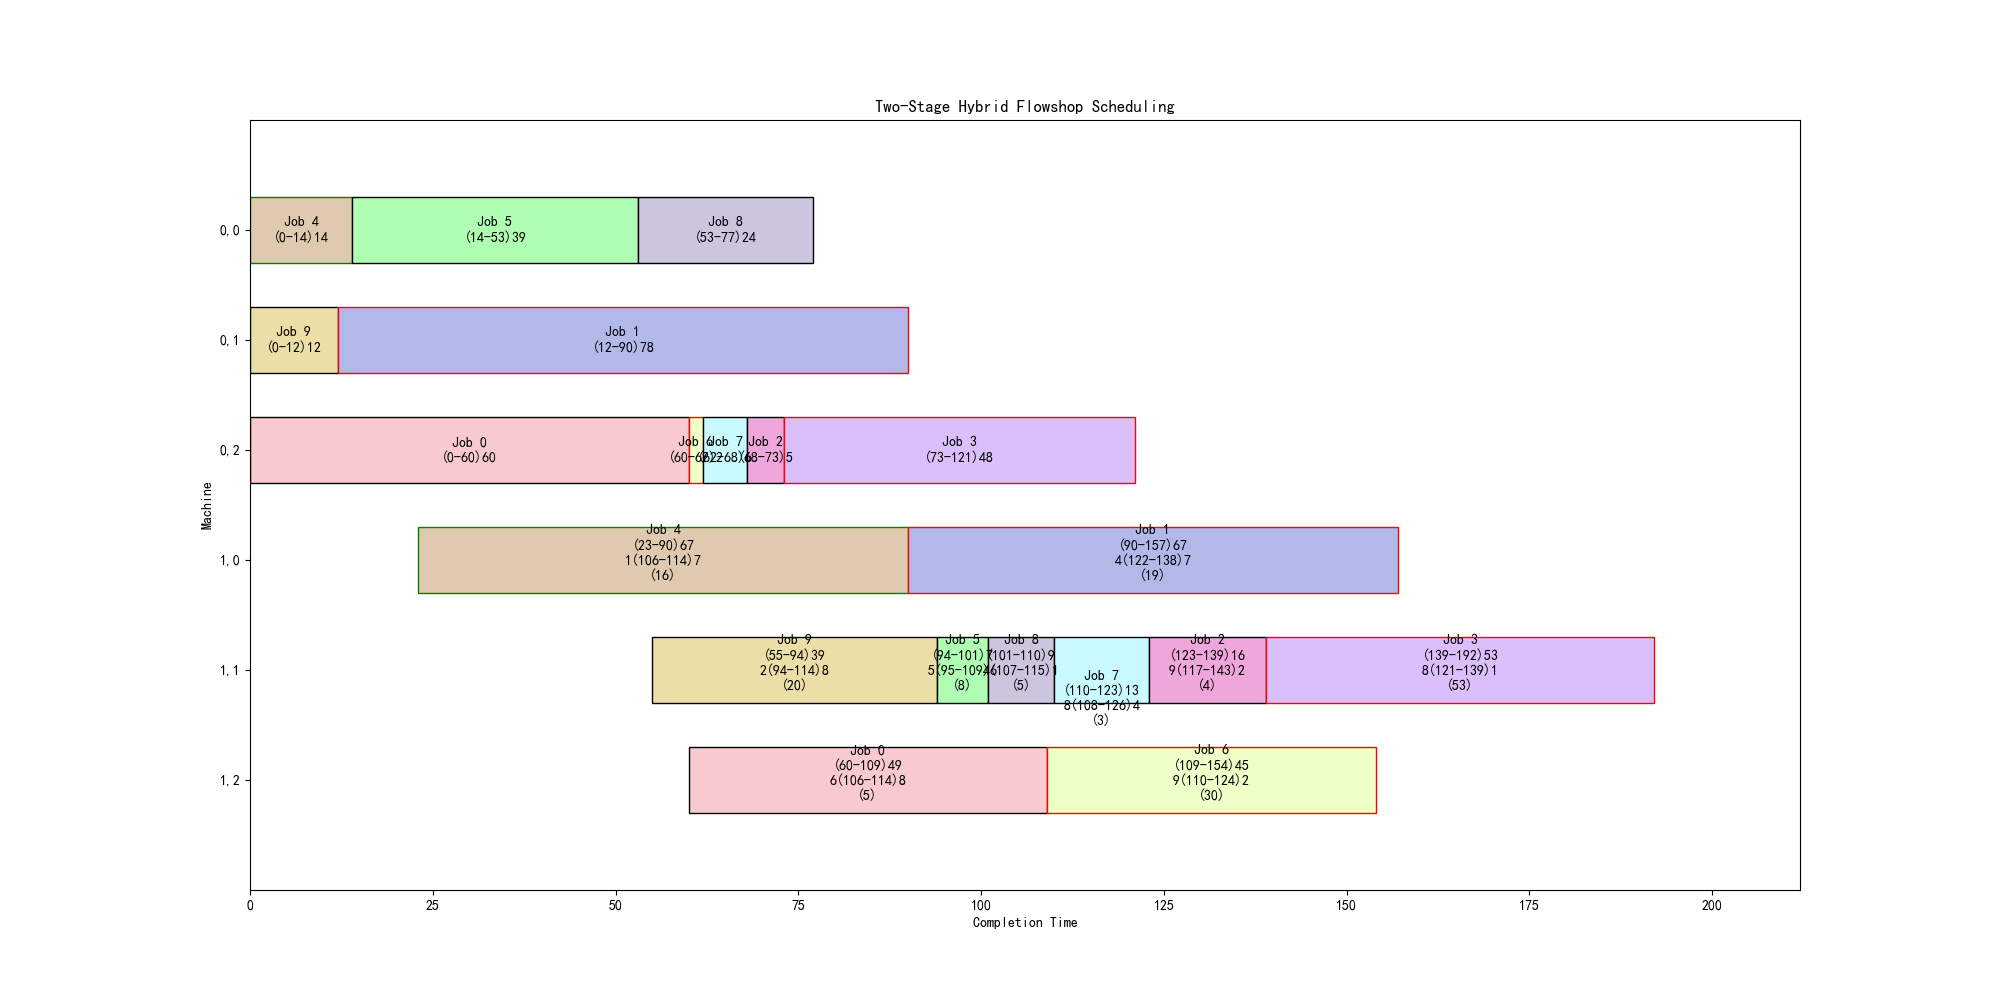 Two-Stage Hybrid Flowshop Scheduling
0,0
Job 4
(0-14)14
Job 5
(14-53)39
Job 8
(53-77)24
0,1
Job 9
(0-12)12
Job 1
(12-90)78
0,2
Job 0
(0-60)60
Job 6
(60-62)2
Job 7
(62-68)6
Job 2
(68-73)5
Job 3
(73-121)48
Machine
1,0
Job 4
(23-90)67
1(106-114)7
(16)
Job 1
(90-157)67
4(122-138)7
(19)
1,1
Job 9
(55-94)39
2(94-114)8
(20)
Job 5
(94-101)7
5(95-109)6
(8)
Job 8
(101-110)9
(107-115)1
(5)
Job 7
(110-123)13
8(108-126)4
(3)
Job 2
(123-139)16
9(117-143)2
(4)
Job 3
(139-192)53
8(121-139)1
(53)
1,2
Job 0
(60-109)49
6(106-114)8
(5)
Job 6
(109-154)45
9(110-124)2
(30)
0
25
50
75
100
125
150
175
200
Completion Time